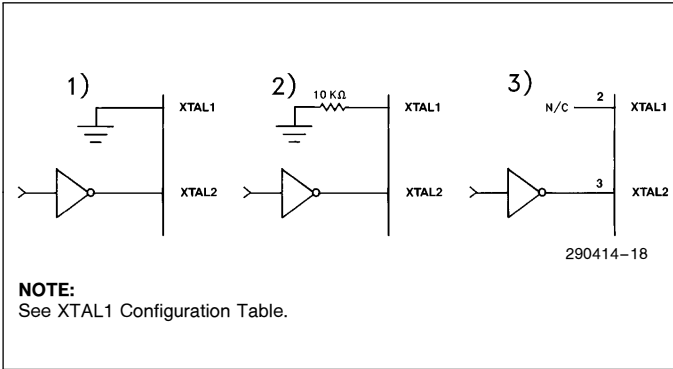 1)
XTAL1
XTAL2
2)
10 KΩ
XTAL1
XTAL2
3)
N/C
2
XTAL1
3
XTAL2
290414–18
NOTE:
See XTAL1 Configuration Table.